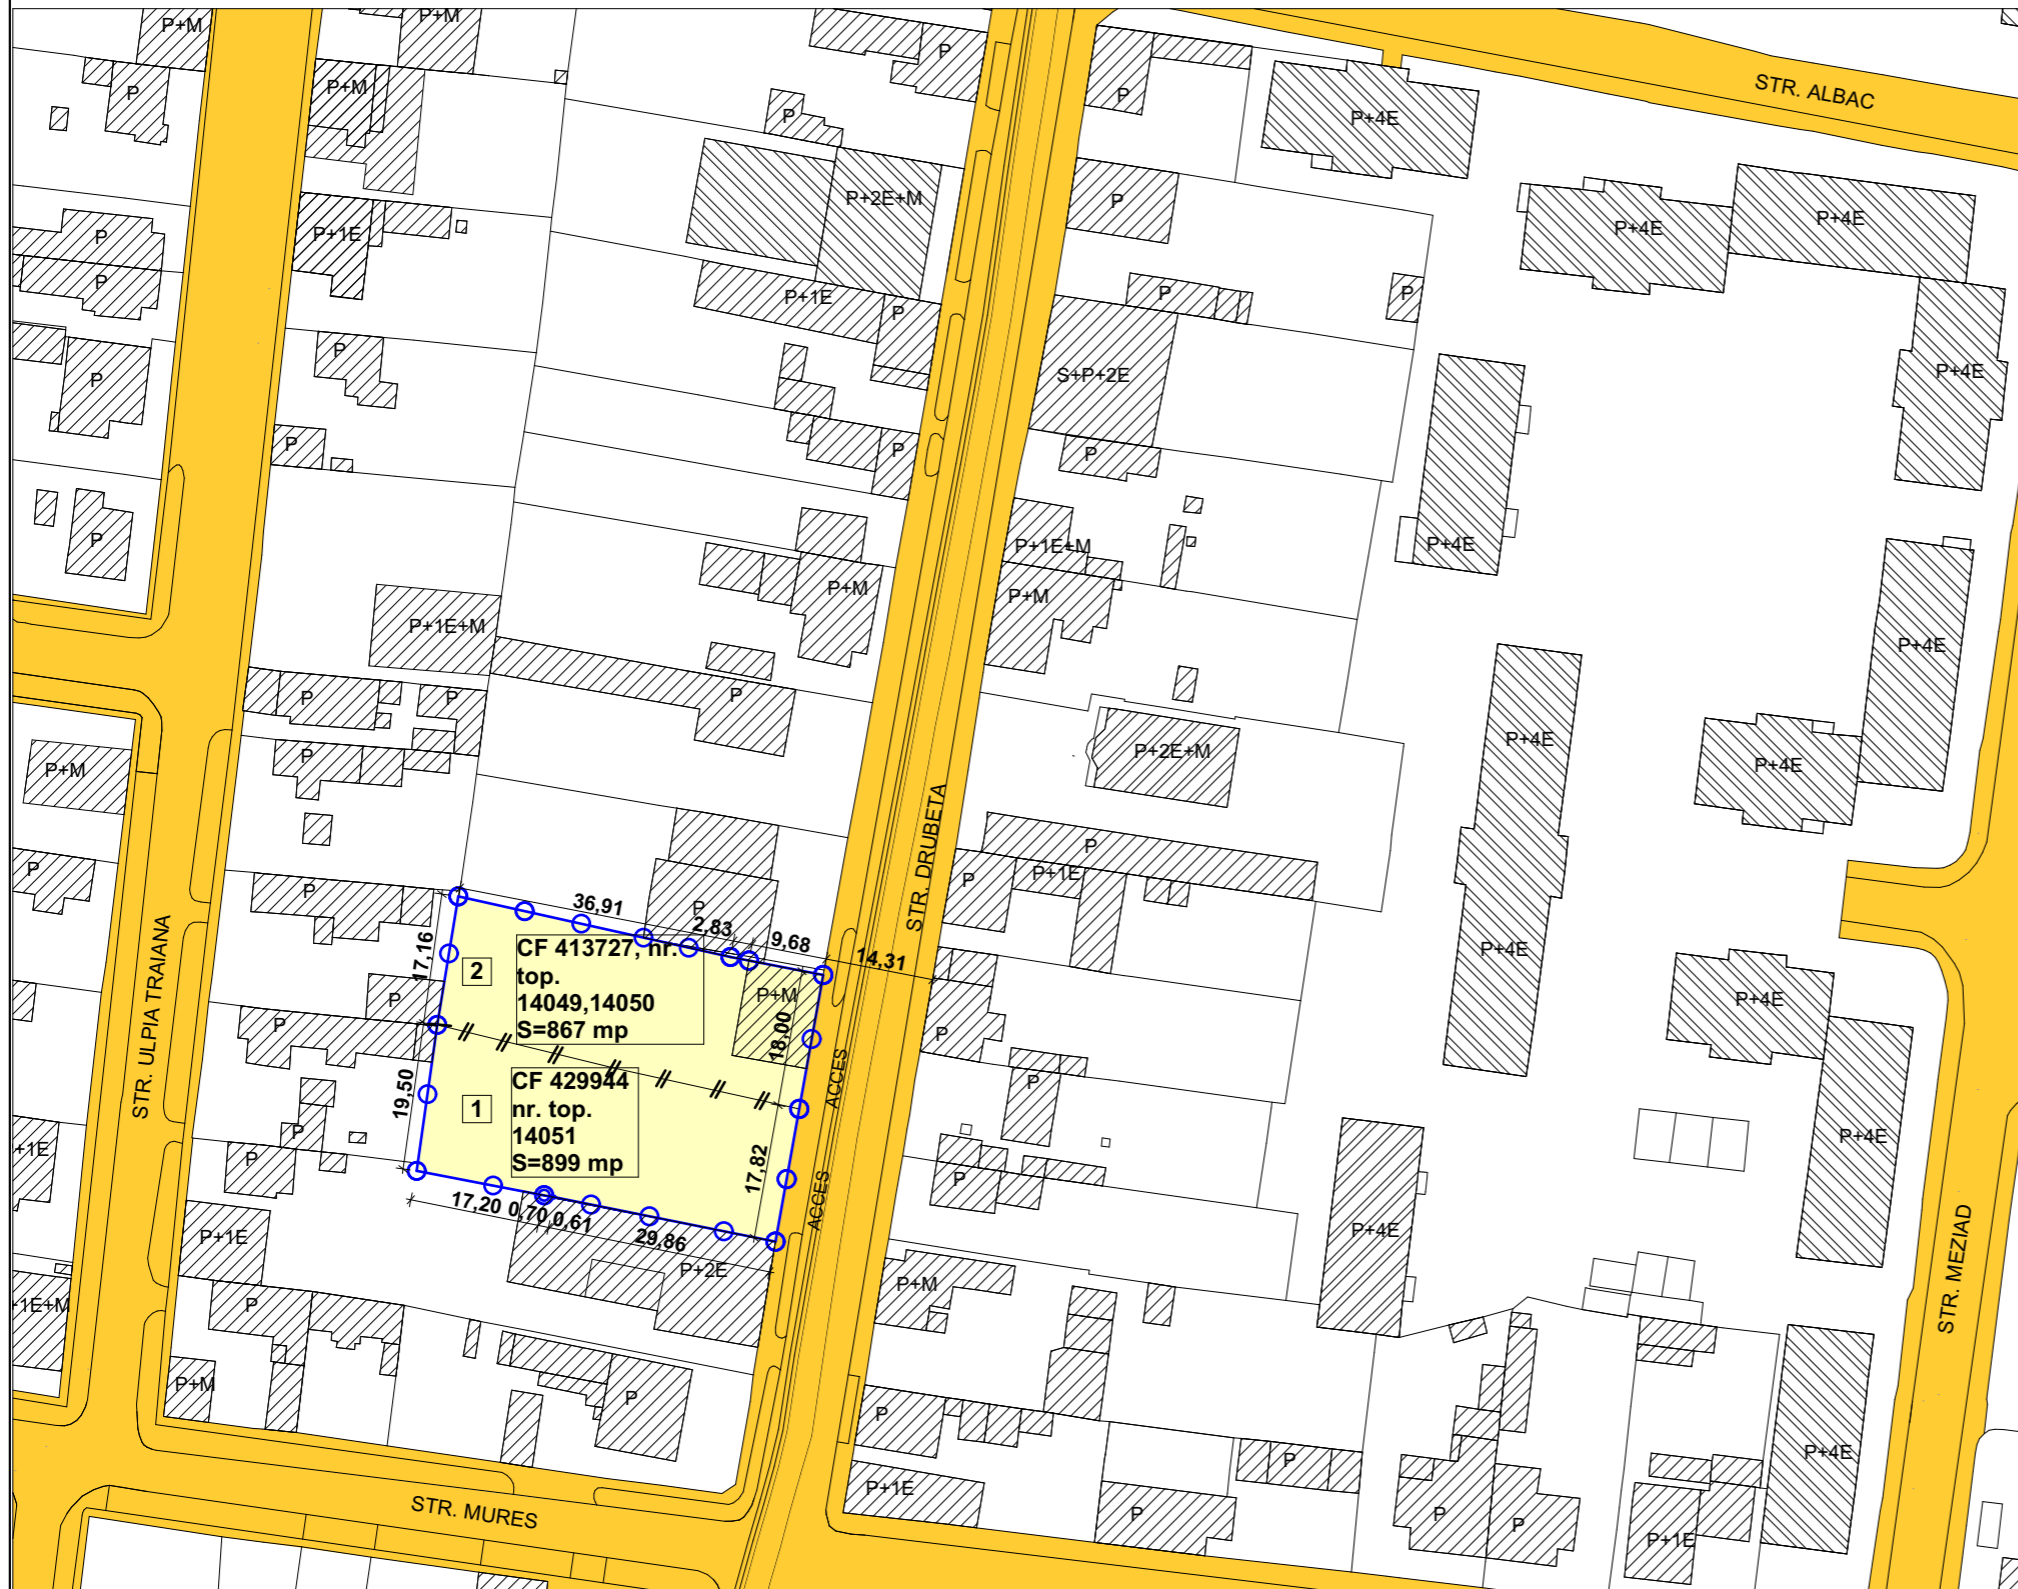 P+M
P+M
P
P
P
STR. ALBAC
P+M
P
P
P+4E
P
P+2E+M
P
P+4E
P+4E
P
P+1E
P
P+1E
P
P
P
P
S+P+2E
P+4E
P
P
P
P
P
P
P+4E
P
P+1E+M
P+M
P+M
P+1E+M
P+4E
P
P
P
P+4E
P+M
P
P+2E+M
P+4E
STR. DRUBETA
P
P
P
P+1E
P
P
36,91
2,83
9,68
14,31
17,16
2
CF 413727, nr.
top.
14049,14050
S=867 mp
P+M
18,00
P+4E
P
P
P
P+4E
STR. ULPIA TRAIANA
19,50
1
CF 429944
nr. top.
14051
S=899 mp
ACCES
17,82
ACCES
P
P
P
P
+1E
P+4E
17,20
0,70
0,61
29,86
P+2E
P+1E
P+4E
STR. MEZIAD
P+M
+1E+M
P
P+M
P
P
P
P+4E
P+1E
P
P
P
P+1E
STR. MURES